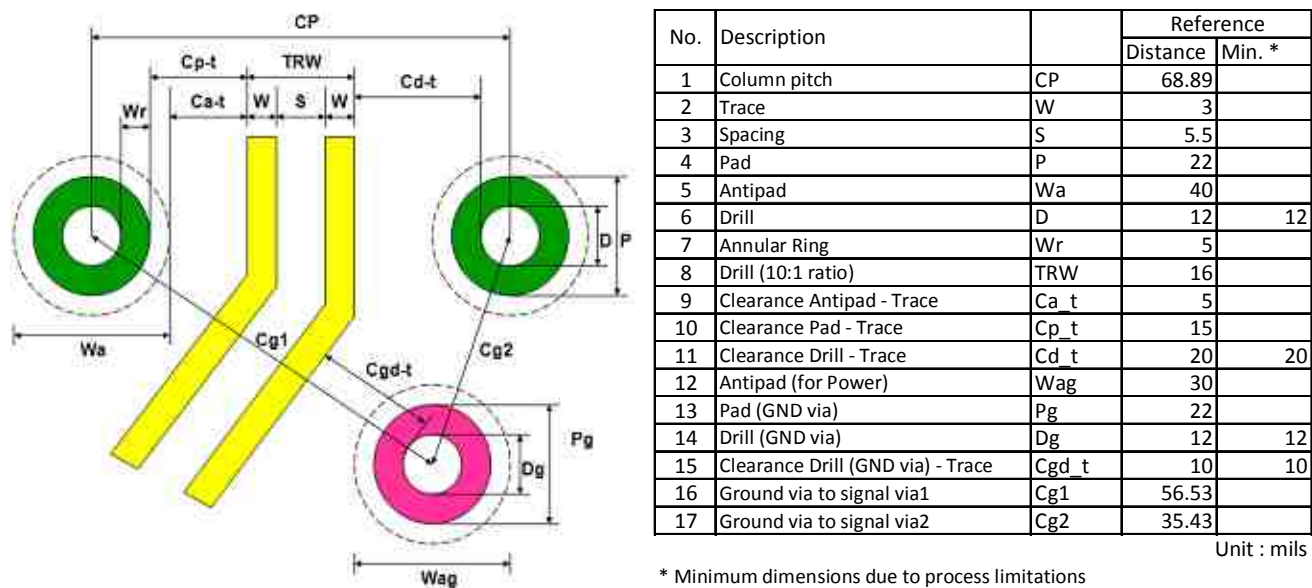 CP
Cp-t TRW Cd-t
Ca-t W S W
Wr
D P
Wa
Cg1
Cg2
Cgd-t
Pg
Dg
Wag
No. Description Reference
Distance Min. *
1 Column pitch CP 68.89
2 Trace W 3
3 Spacing S 5.5
4 Pad P 22
5 Antipad Wa 40
6 Drill D 12 12
7 Annular Ring Wr 5
8 Drill (10:1 ratio) TRW 16
9 Clearance Antipad - Trace Ca_t 5
10 Clearance Pad - Trace Cp_t 15
11 Clearance Drill - Trace Cd_t 20 20
12 Antipad (for Power) Wag 30
13 Pad (GND via) Pg 22
14 Drill (GND via) Dg 12 12
15 Clearance Drill (GND via) - Trace Cgd_t 10 10
16 Ground via to signal via1 Cg1 56.53
17 Ground via to signal via2 Cg2 35.43
Unit : mils
* Minimum dimensions due to process limitations